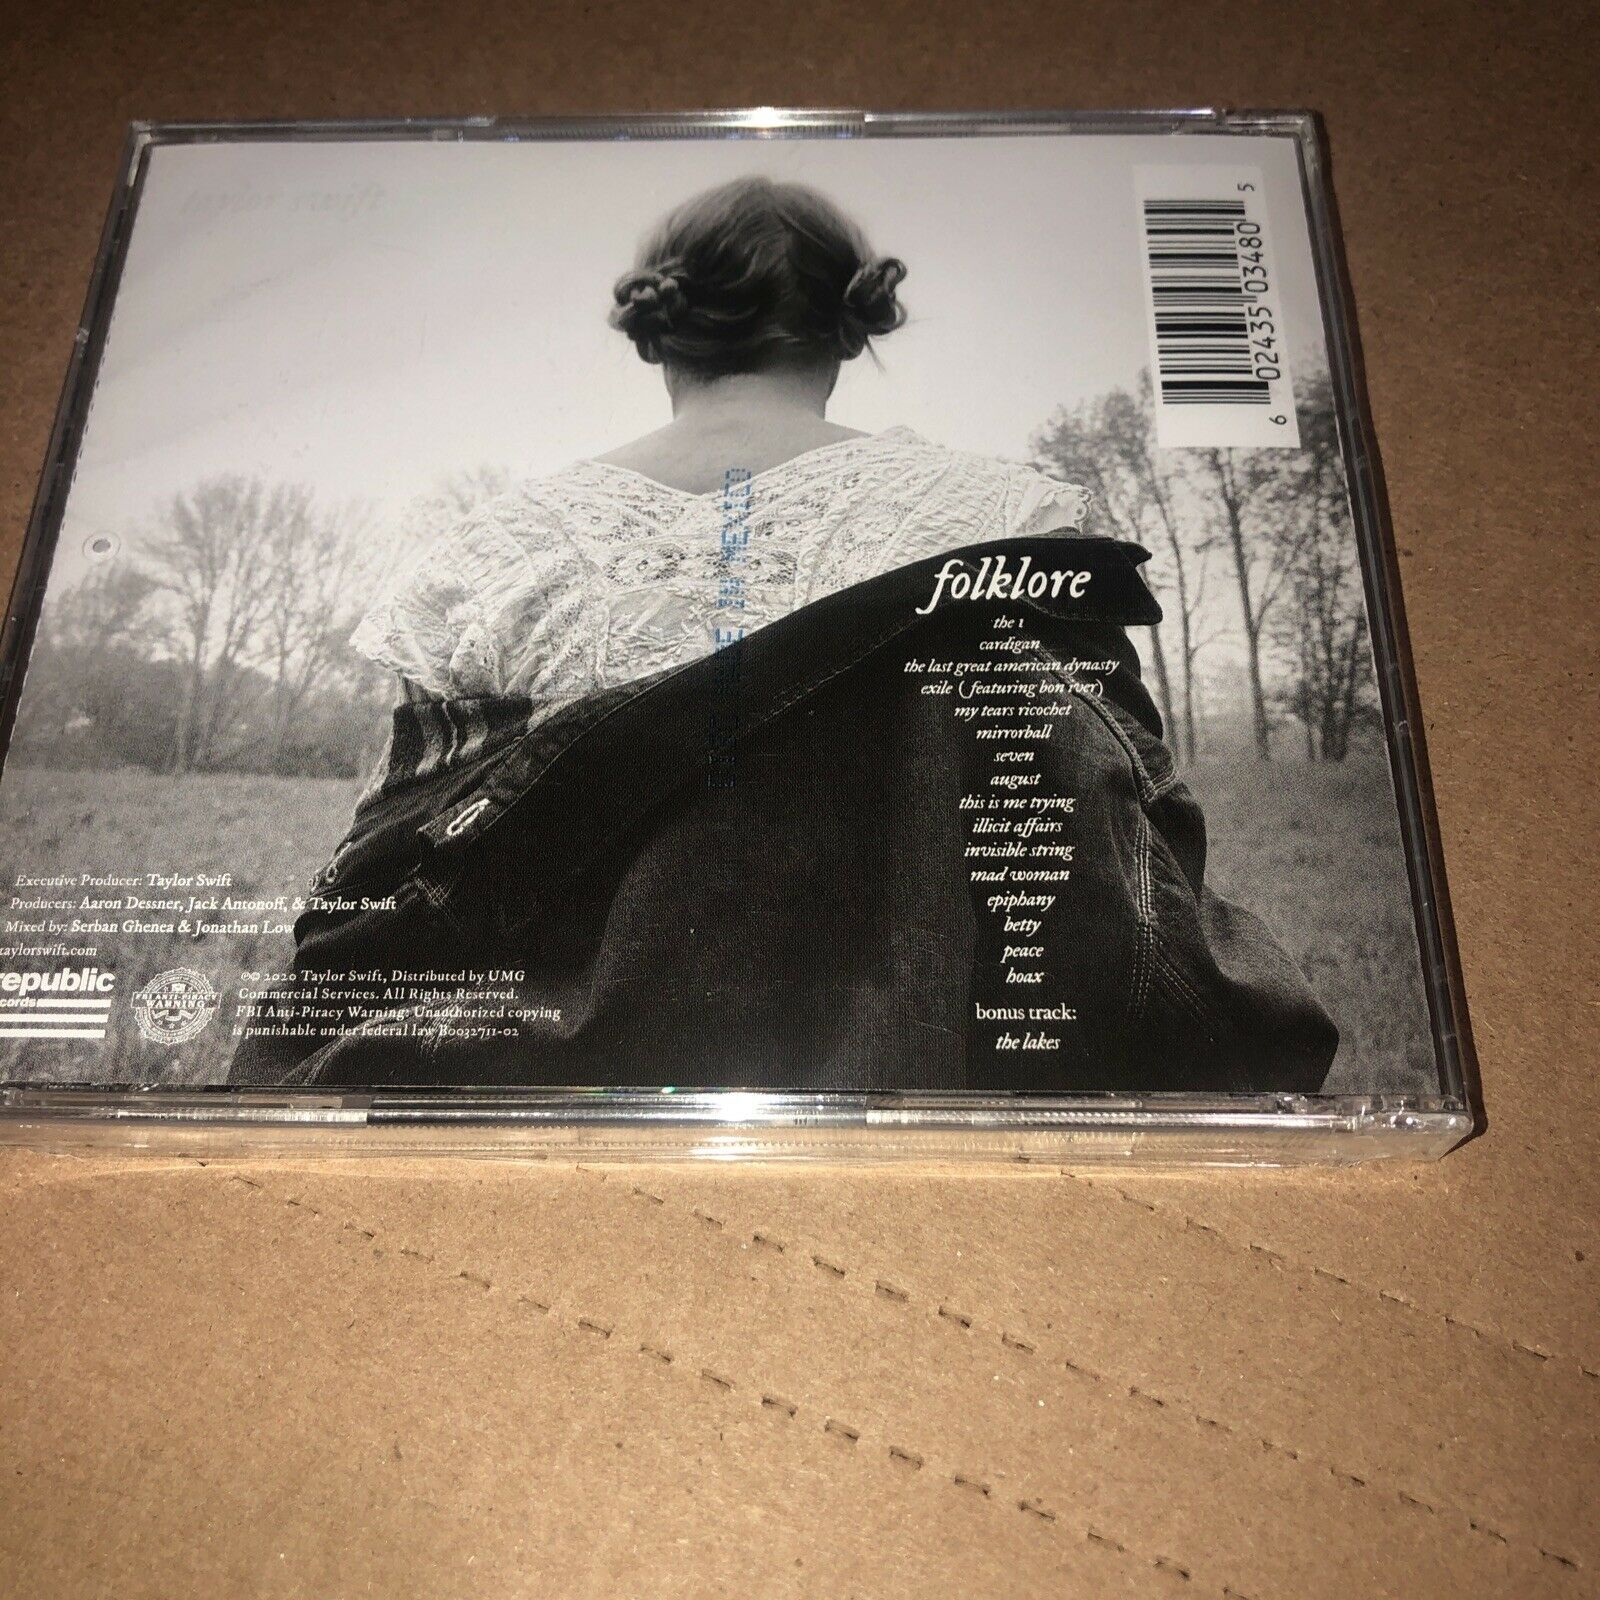 taylor swift
6 02435 03480 5
DISC MADE IN MEXICO
folklore
the 1
cardigan
the last great american dynasty
exile (featuring bon iver)
my tears ricochet
mirrorball
seven
august
this is me trying
illicit affairs
invisible string
mad woman
epiphany
betty
peace
hoax
bonus track:
the lakes
Executive Producer: Taylor Swift
Producers: Aaron Dessner, Jack Antonoff, & Taylor Swift
Mixed by: Serban Ghenea & Jonathan Low
taylorswift.com
republic
records
FBI ANTI-PIRACY
WARNING
℗© 2020 Taylor Swift, Distributed by UMG
Commercial Services. All Rights Reserved.
FBI Anti-Piracy Warning: Unauthorized copying
is punishable under federal law B0032711-02